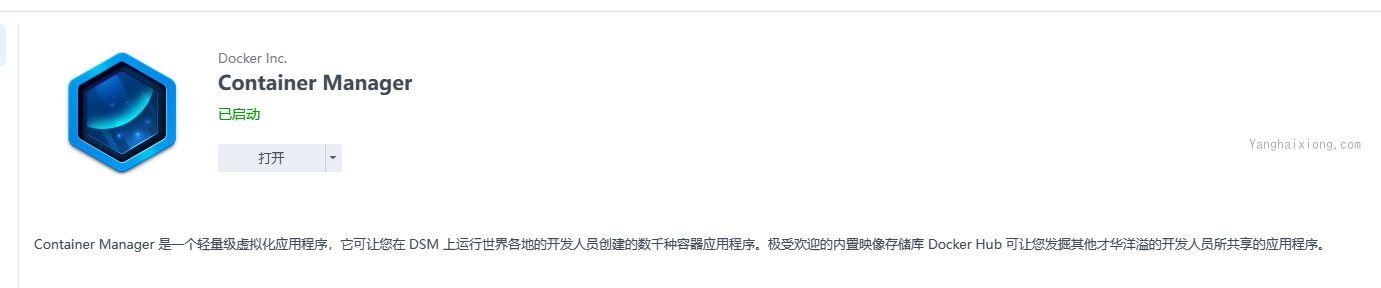 Docker Inc.
Container Manager
已启动
打开
Yanghaixiong.com
Container Manager 是一个轻量级虚拟化应用程序，它可让您在 DSM 上运行世界各地的开发人员创建的数千种容器应用程序。极受欢迎的内置映像存储库 Docker Hub 可让您发掘其他才华洋溢的开发人员所共享的应用程序。